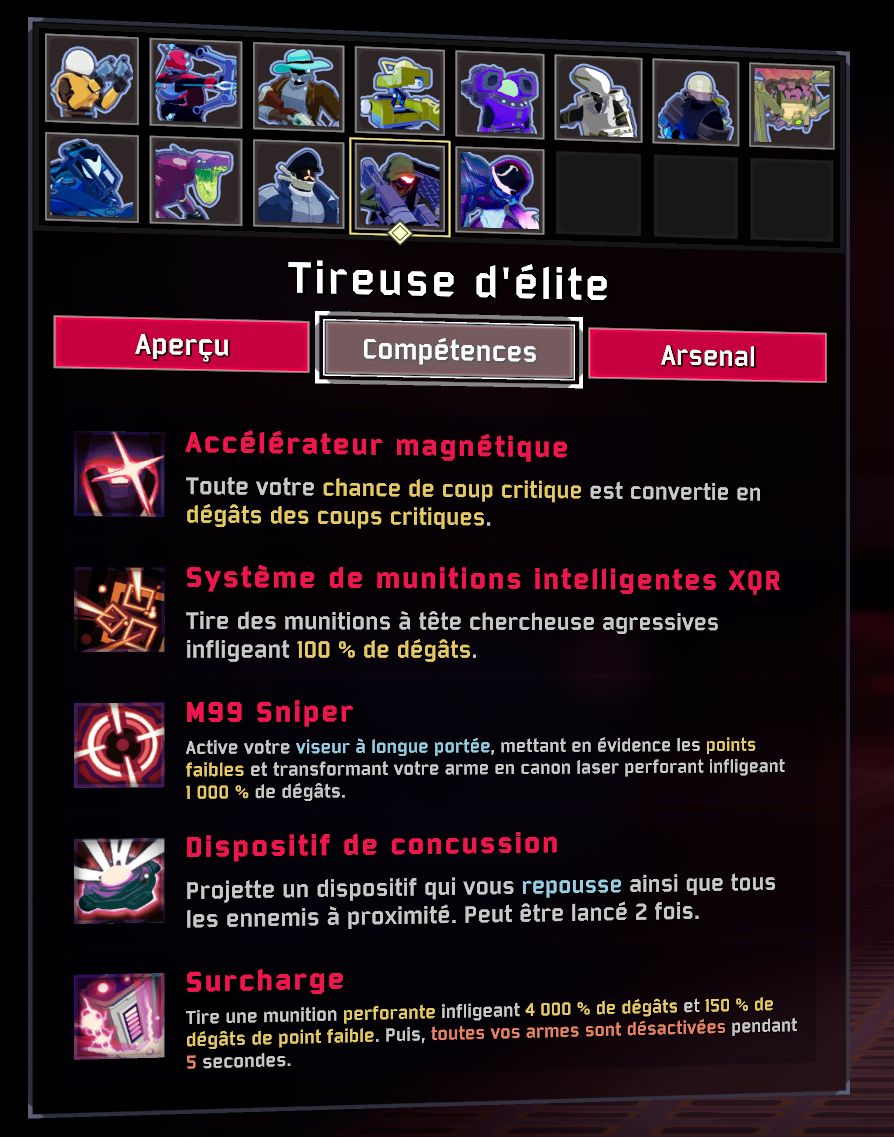 Tireuse d'élite
Aperçu
Compétences
Arsenal
Accélérateur magnétique
Toute votre chance de coup critique est convertie en
dégâts des coups critiques.
Système de munitions intelligentes XQR
Tire des munitions à tête chercheuse agressives
infligeant 100 % de dégâts.
M99 Sniper
Active votre viseur à longue portée, mettant en évidence les points
faibles et transformant votre arme en canon laser perforant infligeant
1 000 % de dégâts.
Dispositif de concussion
Projette un dispositif qui vous repousse ainsi que tous
les ennemis à proximité. Peut être lancé 2 fois.
Surcharge
Tire une munition perforante infligeant 4 000 % de dégâts et 150 % de
dégâts de point faible. Puis, toutes vos armes sont désactivées pendant
5 secondes.